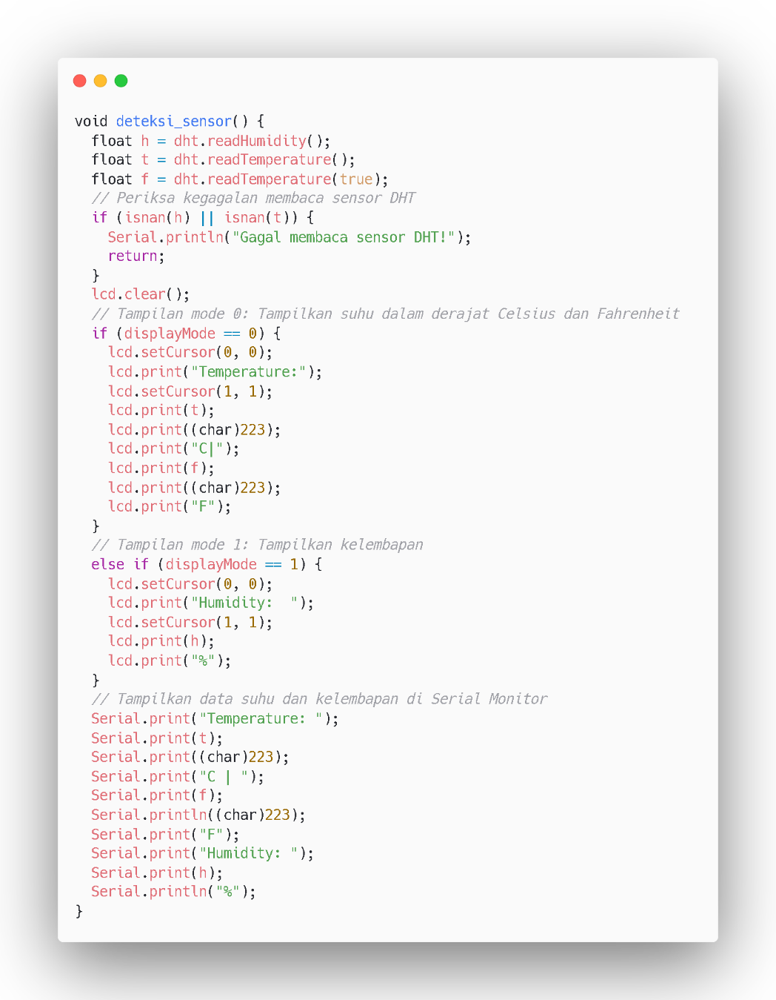 void deteksi_sensor() {
  float h = dht.readHumidity();
  float t = dht.readTemperature();
  float f = dht.readTemperature(true);
  // Periksa kegagalan membaca sensor DHT
  if (isnan(h) || isnan(t)) {
    Serial.println("Gagal membaca sensor DHT!");
    return;
  }
  lcd.clear();
  // Tampilan mode 0: Tampilkan suhu dalam derajat Celsius dan Fahrenheit
  if (displayMode == 0) {
    lcd.setCursor(0, 0);
    lcd.print("Temperature:");
    lcd.setCursor(1, 1);
    lcd.print(t);
    lcd.print((char)223);
    lcd.print("C|");
    lcd.print(f);
    lcd.print((char)223);
    lcd.print("F");
  }
  // Tampilan mode 1: Tampilkan kelembapan
  else if (displayMode == 1) {
    lcd.setCursor(0, 0);
    lcd.print("Humidity:  ");
    lcd.setCursor(1, 1);
    lcd.print(h);
    lcd.print("%");
  }
  // Tampilkan data suhu dan kelembapan di Serial Monitor
  Serial.print("Temperature: ");
  Serial.print(t);
  Serial.print((char)223);
  Serial.print("C | ");
  Serial.print(f);
  Serial.println((char)223);
  Serial.print("F");
  Serial.print("Humidity: ");
  Serial.print(h);
  Serial.println("%");
}